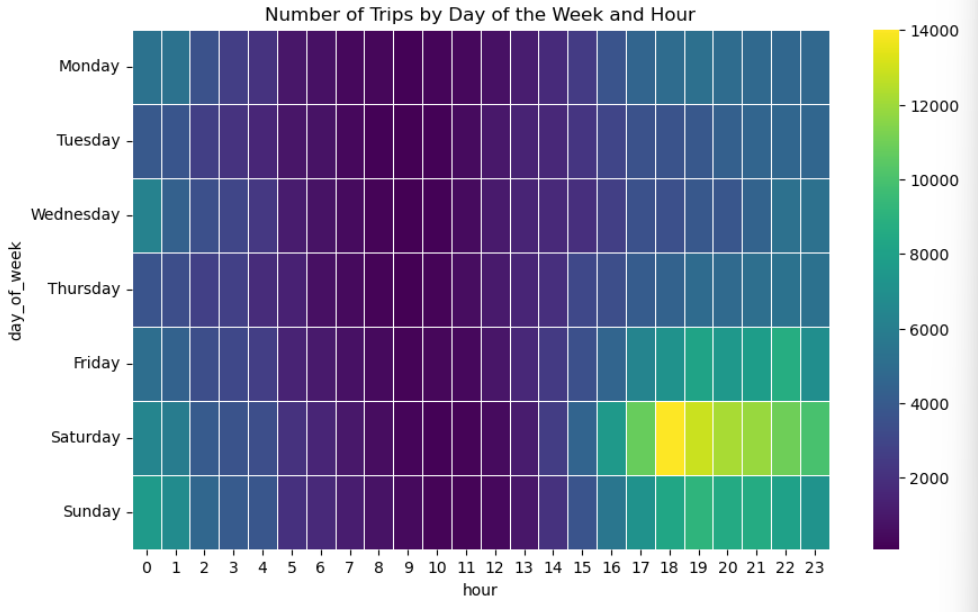 Number of Trips by Day of the Week and Hour
day_of_week
Monday
Tuesday
Wednesday
Thursday
Friday
Saturday
Sunday
0 1 2 3 4 5 6 7 8 9 10 11 12 13 14 15 16 17 18 19 20 21 22 23
hour
14000
12000
10000
8000
6000
4000
2000